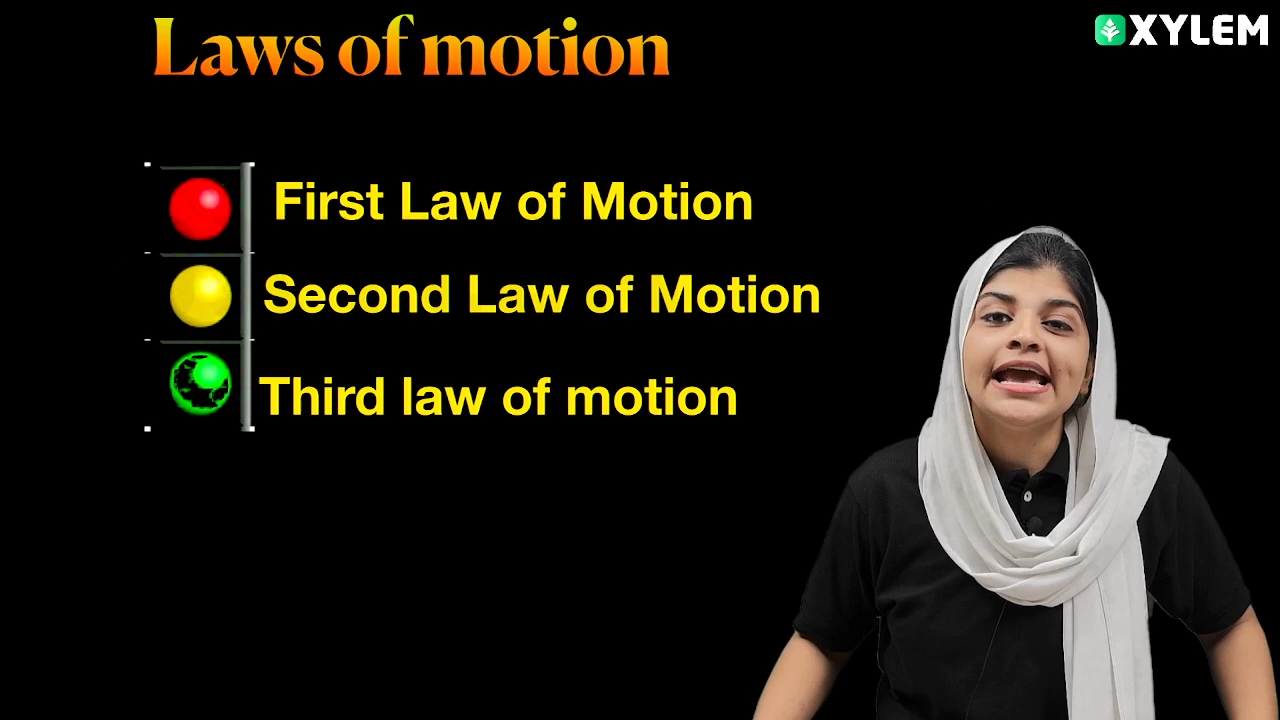 Laws of motion
XYLEM
First Law of Motion
Second Law of Motion
Third law of motion